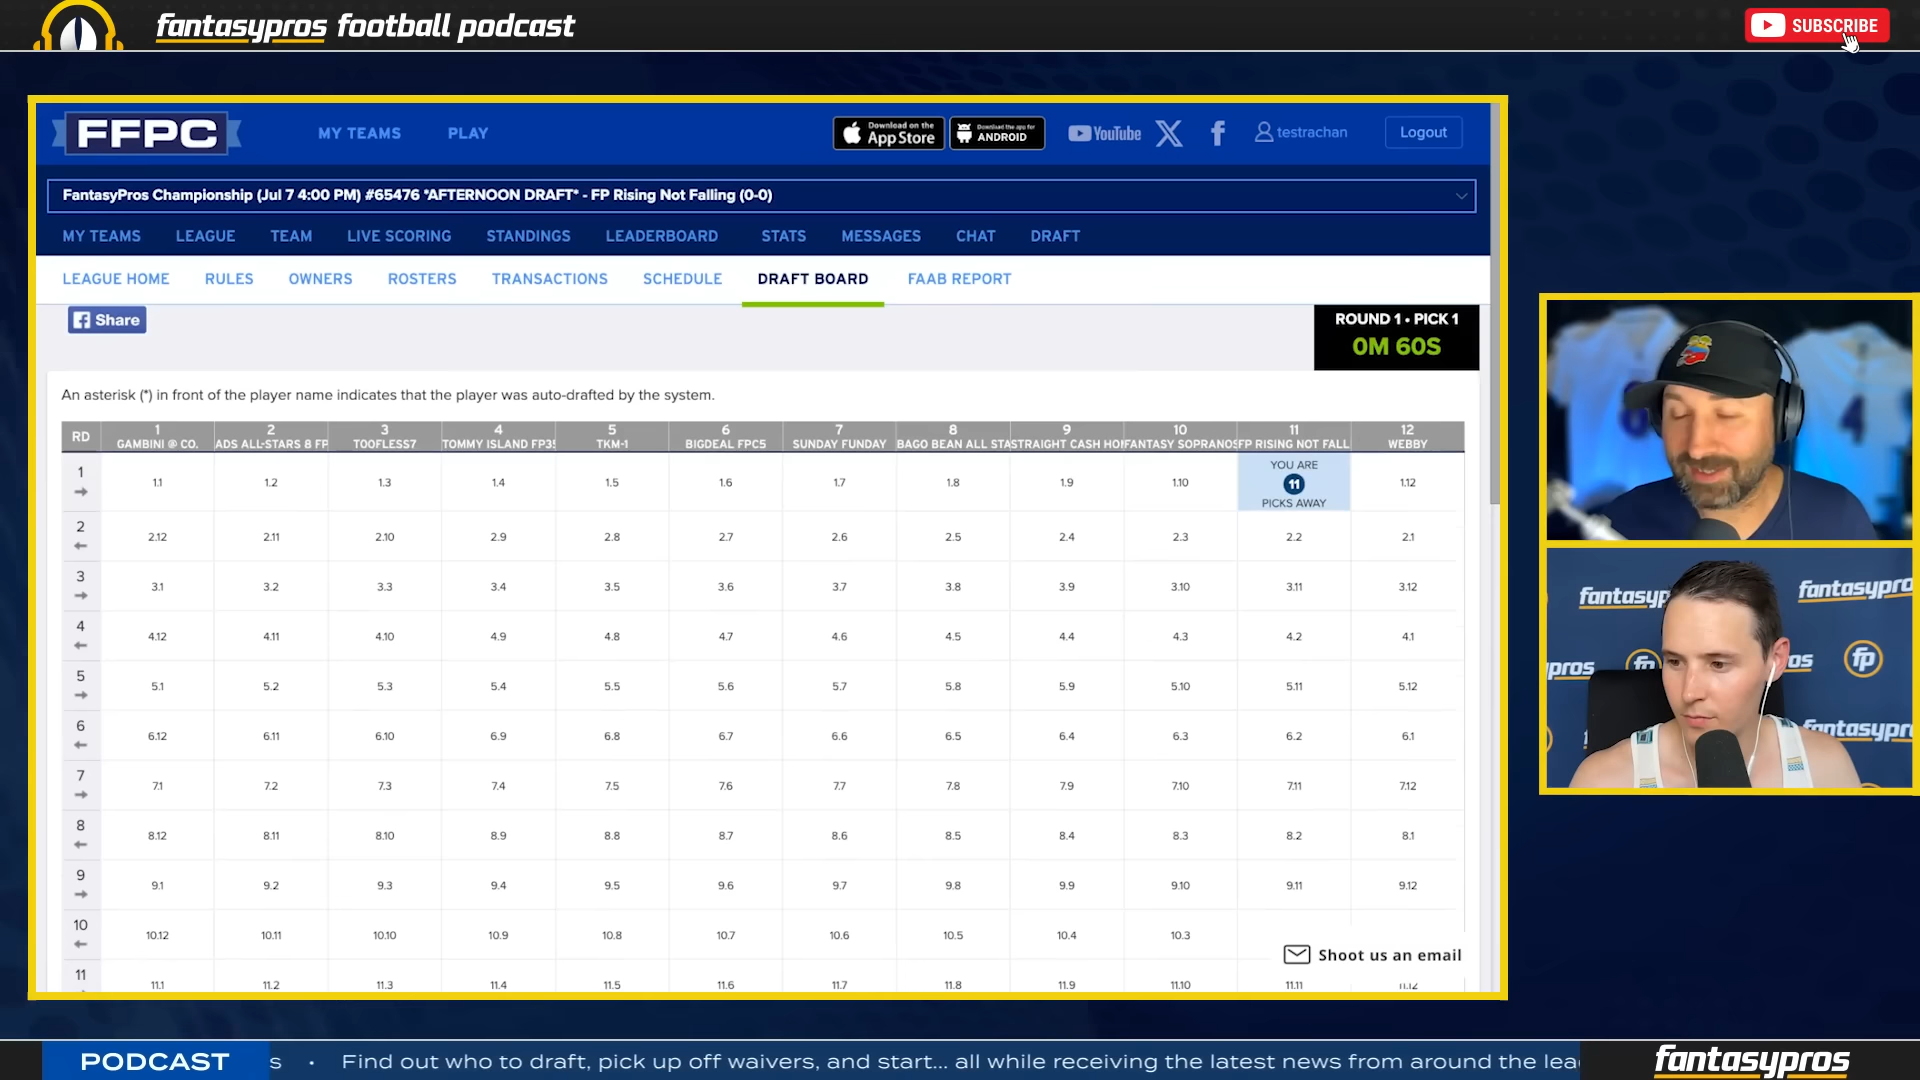 fantasypros football podcast
SUBSCRIBE
FFPC
MY TEAMS PLAY
Download on the App Store
Download the app for ANDROID
YouTube
testrachan
Logout
FantasyPros Championship (Jul 7 4:00 PM) #65476 *AFTERNOON DRAFT* - FP Rising Not Falling (0-0)
MY TEAMS LEAGUE TEAM LIVE SCORING STANDINGS LEADERBOARD STATS MESSAGES CHAT DRAFT
LEAGUE HOME RULES OWNERS ROSTERS TRANSACTIONS SCHEDULE DRAFT BOARD FAAB REPORT
Share
ROUND 1 • PICK 1
0M 60S
An asterisk (*) in front of the player name indicates that the player was auto-drafted by the system.
RD 1 2 3 4 5 6 7 8 9 10 11 12
GAMBINI @ CO. ADS ALL-STARS 8 FP TOOFLESS7 TOMMY ISLAND FP35 TKM-1 BIGDEAL FPC5 SUNDAY FUNDAY BAGO BEAN ALL STA STRAIGHT CASH HO FANTASY SOPRANOS FP RISING NOT FALL WEBBY
1 → 1.1 1.2 1.3 1.4 1.5 1.6 1.7 1.8 1.9 1.10 YOU ARE 11 PICKS AWAY 1.12
2 ← 2.12 2.11 2.10 2.9 2.8 2.7 2.6 2.5 2.4 2.3 2.2 2.1
3 → 3.1 3.2 3.3 3.4 3.5 3.6 3.7 3.8 3.9 3.10 3.11 3.12
4 ← 4.12 4.11 4.10 4.9 4.8 4.7 4.6 4.5 4.4 4.3 4.2 4.1
5 → 5.1 5.2 5.3 5.4 5.5 5.6 5.7 5.8 5.9 5.10 5.11 5.12
6 ← 6.12 6.11 6.10 6.9 6.8 6.7 6.6 6.5 6.4 6.3 6.2 6.1
7 → 7.1 7.2 7.3 7.4 7.5 7.6 7.7 7.8 7.9 7.10 7.11 7.12
8 ← 8.12 8.11 8.10 8.9 8.8 8.7 8.6 8.5 8.4 8.3 8.2 8.1
9 → 9.1 9.2 9.3 9.4 9.5 9.6 9.7 9.8 9.9 9.10 9.11 9.12
10 ← 10.12 10.11 10.10 10.9 10.8 10.7 10.6 10.5 10.4 10.3
Shoot us an email
11 11.1 11.2 11.3 11.4 11.5 11.6 11.7 11.8 11.9 11.10 11.11 11.12
fantasyp fantasypro
pros fp os fp
fantasypr
PODCAST s • Find out who to draft, pick up off waivers, and start... all while receiving the latest news from around the lea
fantasypros